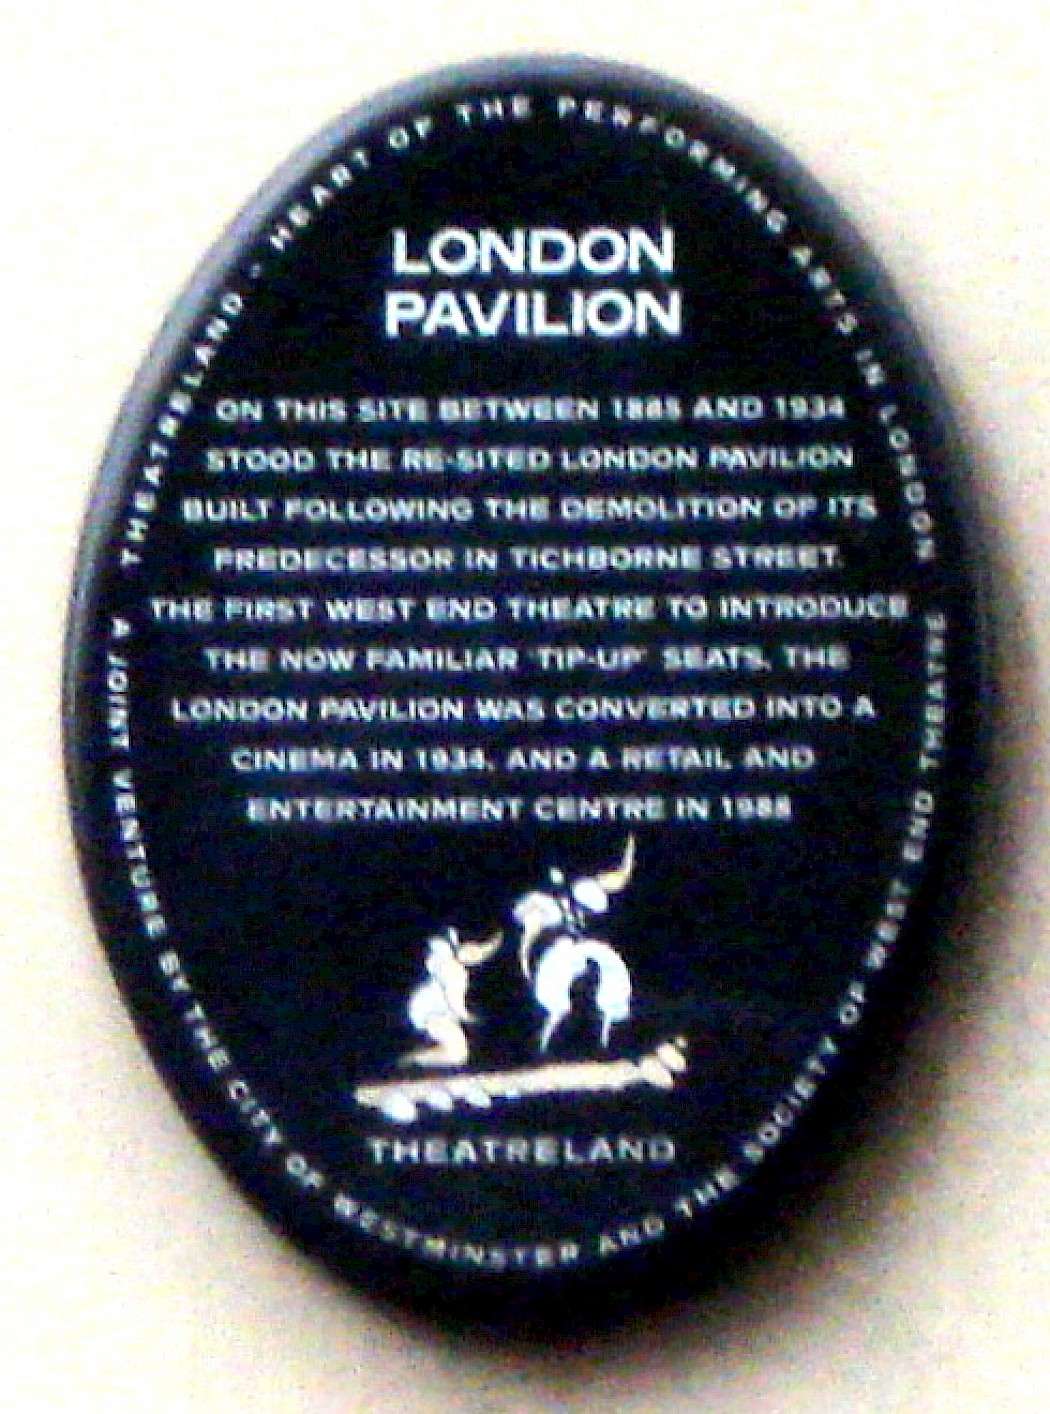 THEATRELAND - HEART OF THE PERFORMING ARTS IN LONDON
LONDON
PAVILION
ON THIS SITE BETWEEN 1885 AND 1934
STOOD THE RE-SITED LONDON PAVILION
BUILT FOLLOWING THE DEMOLITION OF ITS
PREDECESSOR IN TICHBORNE STREET.
THE FIRST WEST END THEATRE TO INTRODUCE
THE NOW FAMILIAR 'TIP-UP' SEATS, THE
LONDON PAVILION WAS CONVERTED INTO A
CINEMA IN 1934, AND A RETAIL AND
ENTERTAINMENT CENTRE IN 1988
THEATRELAND
A JOINT VENTURE BY THE CITY OF WESTMINSTER AND THE SOCIETY OF WEST END THEATRE